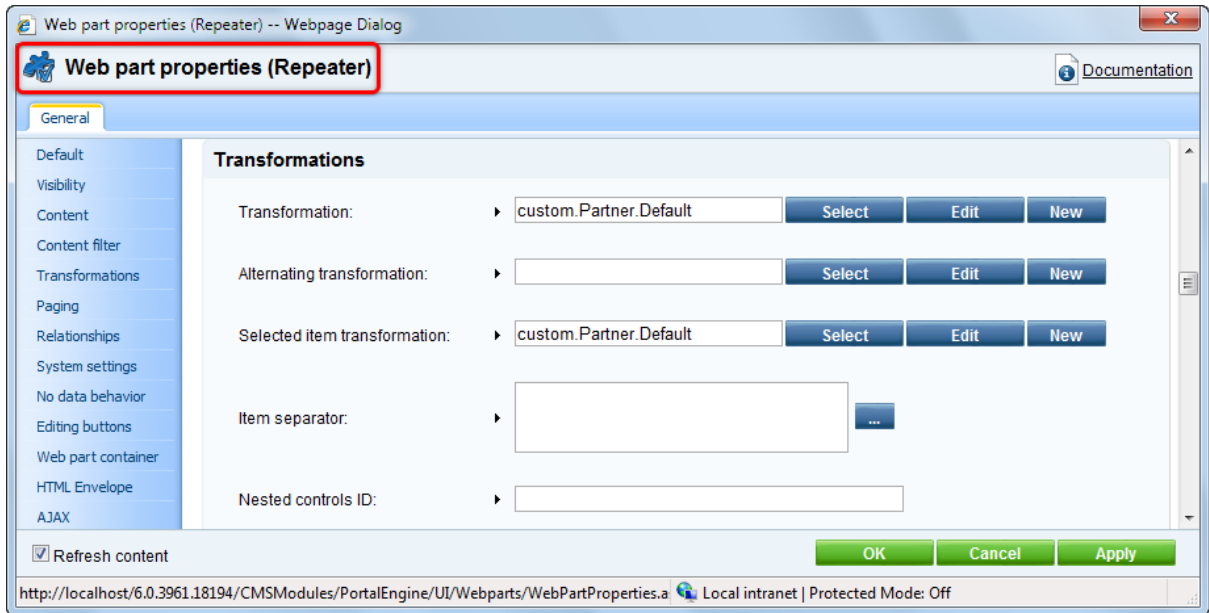 Web part properties (Repeater) -- Webpage Dialog
x
Web part properties (Repeater)
Documentation
General
Default
Visibility
Content
Content filter
Transformations
Paging
Relationships
System settings
No data behavior
Editing buttons
Web part container
HTML Envelope
AJAX
Transformations
Transformation: custom.Partner.Default Select Edit New
Alternating transformation: Select Edit New
Selected item transformation: custom.Partner.Default Select Edit New
Item separator: ...
Nested controls ID:
Refresh content
OK Cancel Apply
http://localhost/6.0.3961.18194/CMSModules/PortalEngine/UI/Webparts/WebPartProperties.a Local intranet | Protected Mode: Off